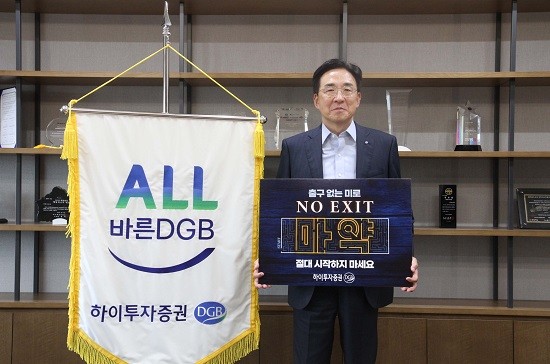 ALL
바른DGB
하이투자증권 DGB
출구 없는 미로
NO EXIT
마약
절대 시작하지 마세요
하이투자증권 DGB